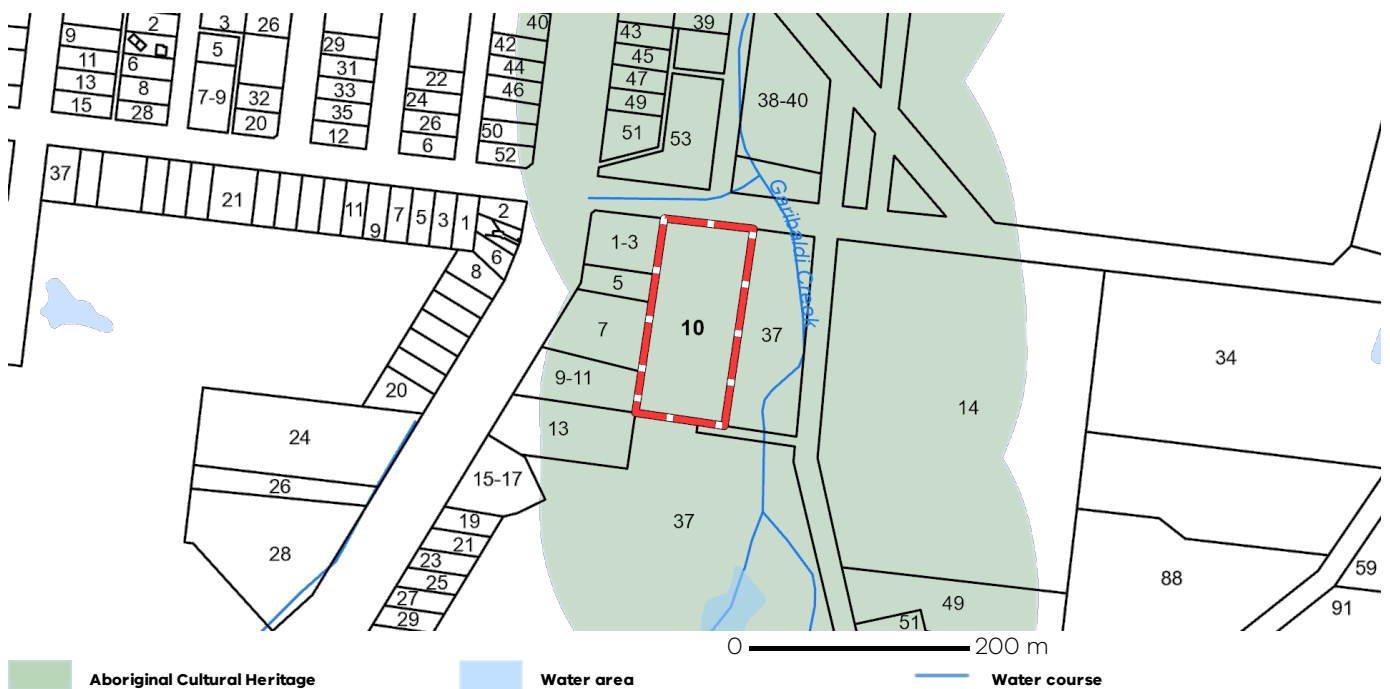 2 3 26 40 39
9 29 42 43
5
11 6 31 44 45
13 8 22 46 47
7-9 33
15 28 32 24 49 38-40
20 35 26 50 51 53
12 6 52
37 21 11 9 7 5 3 1 2
Garibaldi Creek
6 1-3
8 5
7 10 37
34
9-11
20 14
13
24
15-17
26
19 37
21
28 23
25 88 59
27 49 91
29 51
0 200 m
Aboriginal Cultural Heritage Water area Water course